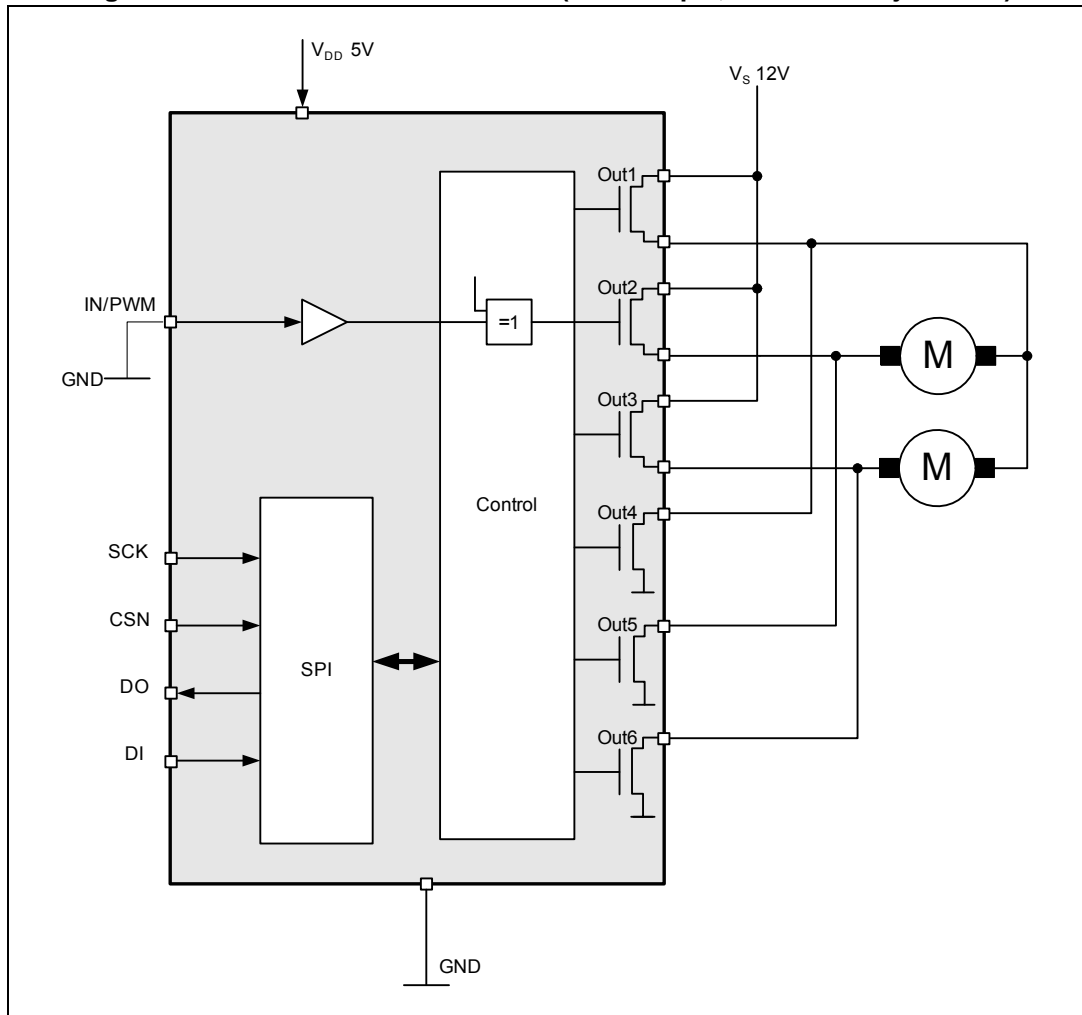 V_DD 5V
V_S 12V
Out1
IN/PWM
Out2
=1
M
GND
Out3
M
Control
Out4
SCK
CSN
Out5
SPI
DO
Out6
DI
GND